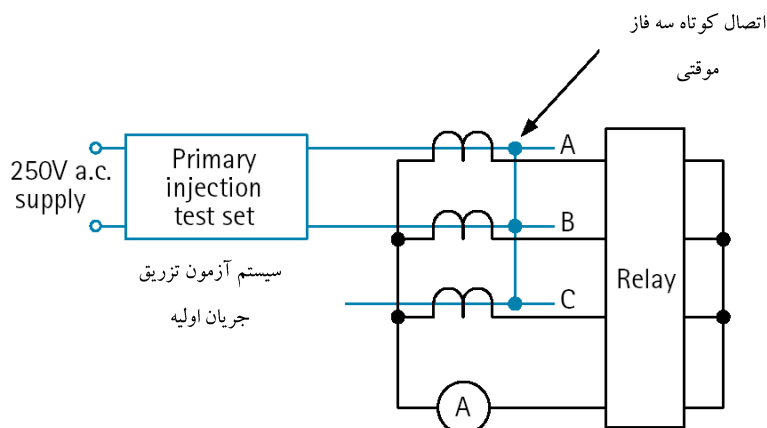 اتصال کوتاه سه فاز
موقتی
250V a.c.
supply
Primary
injection
test set
سیستم آزمون تزریق
جریان اولیه
A
B
C
Relay
A